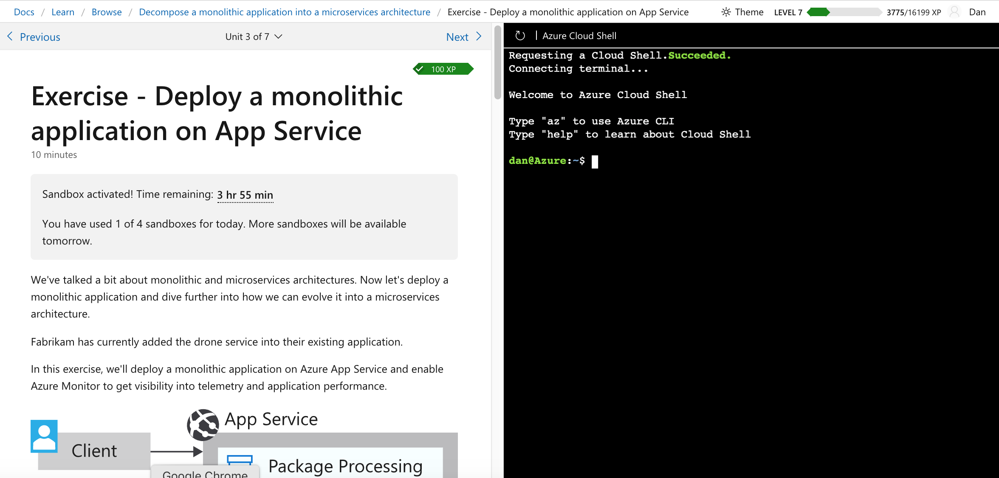 Docs / Learn / Browse / Decompose a monolithic application into a microservices architecture / Exercise - Deploy a monolithic application on App Service Theme LEVEL 7 3775/16199 XP Dan
Previous Unit 3 of 7 Next
100 XP
Exercise - Deploy a monolithic
application on App Service
10 minutes
Sandbox activated! Time remaining: 3 hr 55 min
You have used 1 of 4 sandboxes for today. More sandboxes will be available
tomorrow.
We've talked a bit about monolithic and microservices architectures. Now let's deploy a
monolithic application and dive further into how we can evolve it into a microservices
architecture.
Fabrikam has currently added the drone service into their existing application.
In this exercise, we'll deploy a monolithic application on Azure App Service and enable
Azure Monitor to get visibility into telemetry and application performance.
App Service
Client
Package Processing
Google Chrome
| Azure Cloud Shell
Requesting a Cloud Shell.Succeeded.
Connecting terminal...
Welcome to Azure Cloud Shell
Type "az" to use Azure CLI
Type "help" to learn about Cloud Shell
dan@Azure:~$